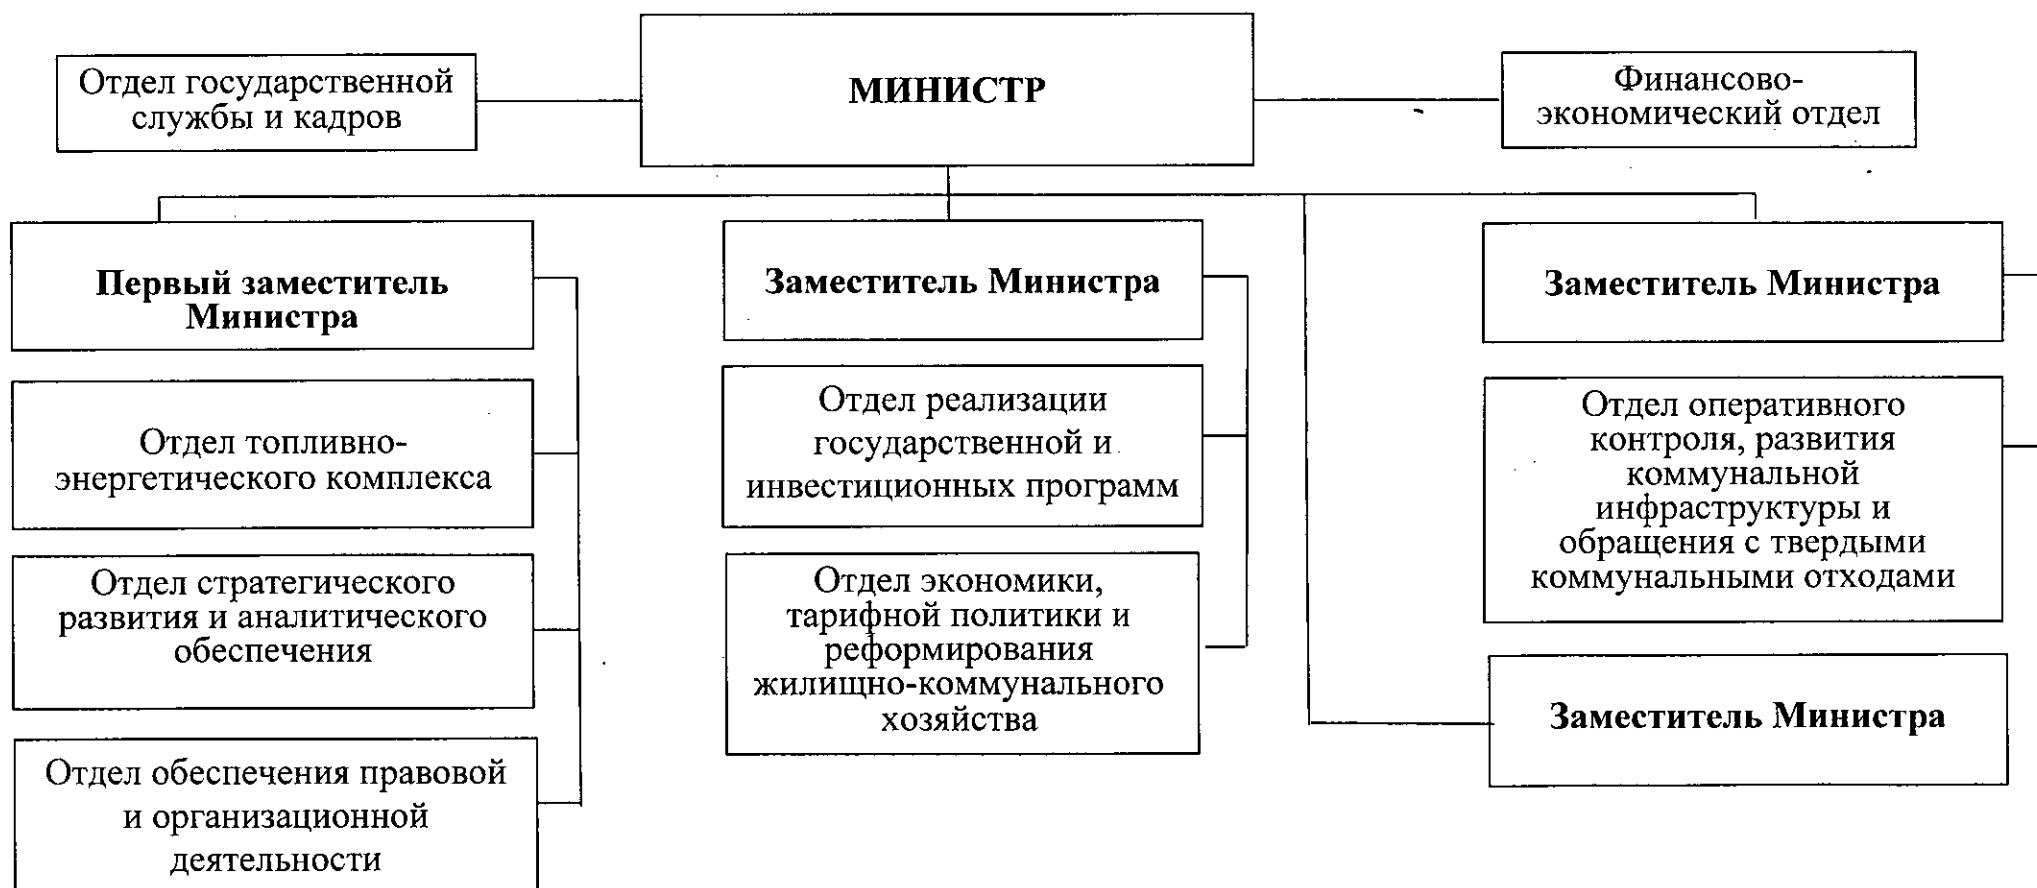 Отдел государственной
службы и кадров
МИНИСТР
Финансово-
экономический отдел
Первый заместитель
Министра
Заместитель Министра
Заместитель Министра
Отдел топливно-
энергетического комплекса
Отдел стратегического
развития и аналитического
обеспечения
Отдел обеспечения правовой
и организационной
деятельности
Отдел реализации
государственной и
инвестиционных программ
Отдел экономики,
тарифной политики и
реформирования
жилищно-коммунального
хозяйства
Отдел оперативного
контроля, развития
коммунальной
инфраструктуры и
обращения с твердыми
коммунальными отходами
Заместитель Министра